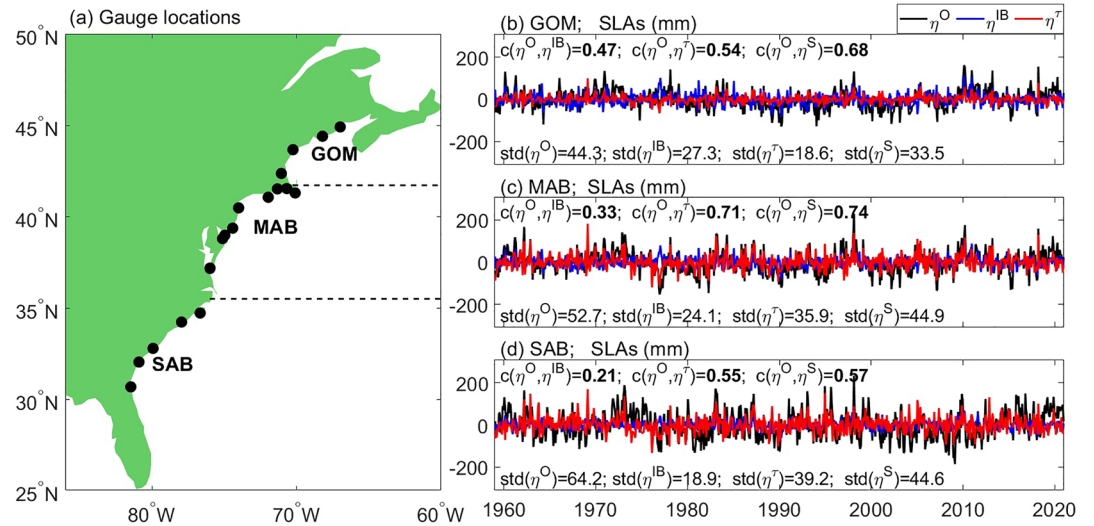 (a) Gauge locations
50°N
45°N
40°N
35°N
30°N
25°N
80°W
70°W
60°W
GOM
MAB
SAB
η^O η^IB η^τ
(b) GOM; SLAs (mm)
c(η^O,η^IB)=0.47; c(η^O,η^τ)=0.54; c(η^O,η^S)=0.68
200
0
-200
std(η^O)=44.3; std(η^IB)=27.3; std(η^τ)=18.6; std(η^S)=33.5
(c) MAB; SLAs (mm)
c(η^O,η^IB)=0.33; c(η^O,η^τ)=0.71; c(η^O,η^S)=0.74
200
0
-200
std(η^O)=52.7; std(η^IB)=24.1; std(η^τ)=35.9; std(η^S)=44.9
(d) SAB; SLAs (mm)
c(η^O,η^IB)=0.21; c(η^O,η^τ)=0.55; c(η^O,η^S)=0.57
200
0
-200
std(η^O)=64.2; std(η^IB)=18.9; std(η^τ)=39.2; std(η^S)=44.6
1960 1970 1980 1990 2000 2010 2020